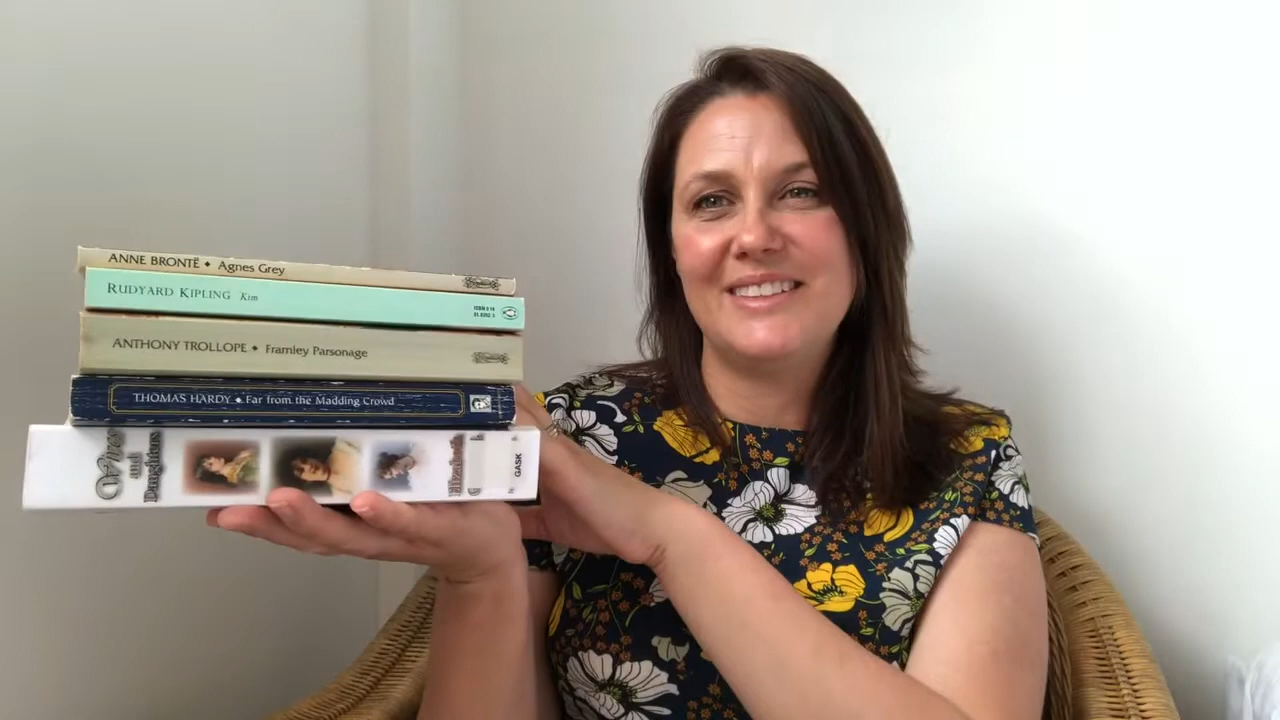 ANNE BRONTË • Agnes Grey
RUDYARD KIPLING Kim
ANTHONY TROLLOPE • Framley Parsonage
THOMAS HARDY • Far from the Madding Crowd
Wives and Daughters
Elizabeth
GASK